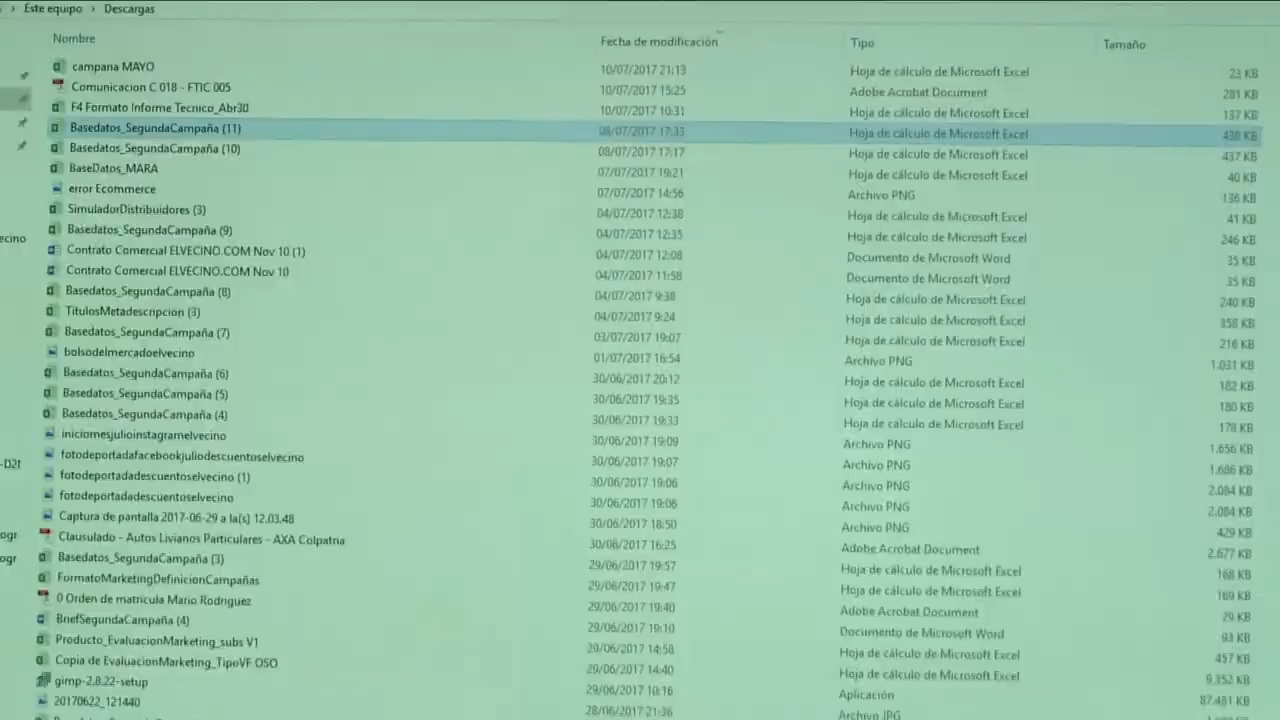 Este equipo > Descargas
Nombre Fecha de modificación Tipo Tamaño
campana MAYO 10/07/2017 21:13 Hoja de cálculo de Microsoft Excel 23 KB
Comunicacion C 018 - FTIC 005 10/07/2017 15:25 Adobe Acrobat Document 281 KB
F4 Formato Informe Tecnico_Abr30 10/07/2017 10:31 Hoja de cálculo de Microsoft Excel 137 KB
Basedatos_SegundaCampaña (11) 08/07/2017 17:33 Hoja de cálculo de Microsoft Excel 438 KB
Basedatos_SegundaCampaña (10) 08/07/2017 17:17 Hoja de cálculo de Microsoft Excel 437 KB
BaseDatos_MARA 07/07/2017 19:21 Hoja de cálculo de Microsoft Excel 40 KB
error Ecommerce 07/07/2017 14:56 Archivo PNG 136 KB
SimuladorDistribuidores (3) 04/07/2017 12:38 Hoja de cálculo de Microsoft Excel 41 KB
Basedatos_SegundaCampaña (9) 04/07/2017 12:35 Hoja de cálculo de Microsoft Excel 246 KB
ecino
Contrato Comercial ELVECINO.COM Nov 10 (1) 04/07/2017 12:08 Documento de Microsoft Word 35 KB
Contrato Comercial ELVECINO.COM Nov 10 04/07/2017 11:58 Documento de Microsoft Word 35 KB
Basedatos_SegundaCampaña (8) 04/07/2017 9:38 Hoja de cálculo de Microsoft Excel 240 KB
TitulosMetadescripcion (3) 04/07/2017 9:24 Hoja de cálculo de Microsoft Excel 358 KB
Basedatos_SegundaCampaña (7) 03/07/2017 19:07 Hoja de cálculo de Microsoft Excel 216 KB
bolsodelmercadoelvecino 01/07/2017 16:54 Archivo PNG 1.031 KB
Basedatos_SegundaCampaña (6) 30/06/2017 20:12 Hoja de cálculo de Microsoft Excel 182 KB
Basedatos_SegundaCampaña (5) 30/06/2017 19:35 Hoja de cálculo de Microsoft Excel 180 KB
Basedatos_SegundaCampaña (4) 30/06/2017 19:33 Hoja de cálculo de Microsoft Excel 178 KB
iniciomesjulioinstagramelvecino 30/06/2017 19:09 Archivo PNG 1.656 KB
fotodeportadafacebookjuliodescuentoselvecino 30/06/2017 19:07 Archivo PNG 1.686 KB
-D2f
fotodeportadadescuentoselvecino (1) 30/06/2017 19:06 Archivo PNG 2.084 KB
fotodeportadadescuentoselvecino 30/06/2017 19:06 Archivo PNG 2.084 KB
Captura de pantalla 2017-06-29 a la(s) 12.03.48 30/06/2017 18:50 Archivo PNG 429 KB
ogr
Clausulado - Autos Livianos Particulares - AXA Colpatria 30/06/2017 16:25 Adobe Acrobat Document 2.677 KB
ogr
Basedatos_SegundaCampaña (3) 29/06/2017 19:57 Hoja de cálculo de Microsoft Excel 168 KB
FormatoMarketingDefinicionCampañas 29/06/2017 19:47 Hoja de cálculo de Microsoft Excel 169 KB
0 Orden de matricula Mario Rodriguez 29/06/2017 19:40 Adobe Acrobat Document 29 KB
BriefSegundaCampaña (4) 29/06/2017 19:10 Documento de Microsoft Word 93 KB
Producto_EvaluacionMarketing_subs V1 29/06/2017 14:58 Hoja de cálculo de Microsoft Excel 457 KB
Copia de EvaluacionMarketing_TipoVF OSO 29/06/2017 14:40 Hoja de cálculo de Microsoft Excel 9.352 KB
gimp-2.8.22-setup 29/06/2017 10:16 Aplicación 87.481 KB
20170622_121440 28/06/2017 21:36 Archivo JPG